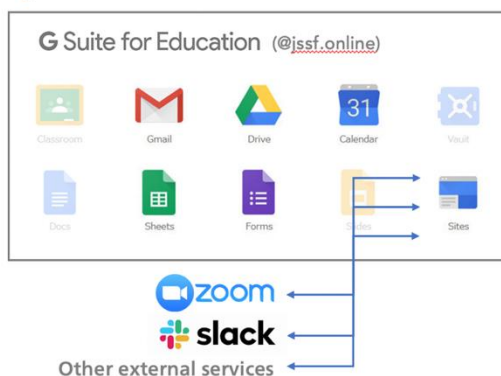 G Suite for Education (@jssf.online)
31
Classroom Gmail Drive Calendar Vault
Docs Sheets Forms Slides Sites
zoom
slack
Other external services